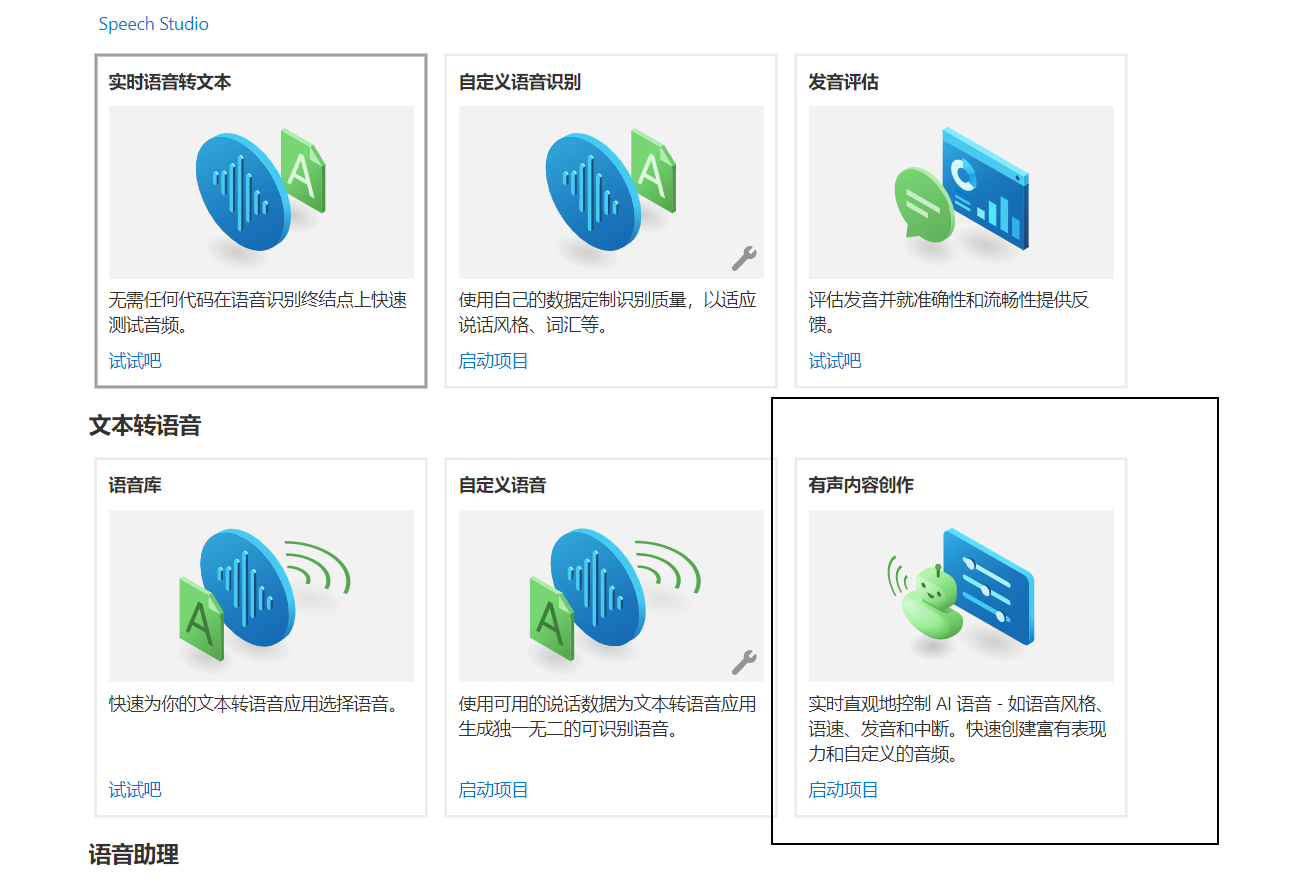 Speech Studio
实时语音转文本
无需任何代码在语音识别终结点上快速
测试音频。
试试吧
自定义语音识别
使用自己的数据定制识别质量，以适应
说话风格、词汇等。
启动项目
发音评估
评估发音并就准确性和流畅性提供反
馈。
试试吧
文本转语音
语音库
快速为你的文本转语音应用选择语音。
试试吧
自定义语音
使用可用的说话数据为文本转语音应用
生成独一无二的可识别语音。
启动项目
有声内容创作
实时直观地控制 AI 语音 - 如语音风格、
语速、发音和中断。快速创建富有表现
力和自定义的音频。
启动项目
语音助理